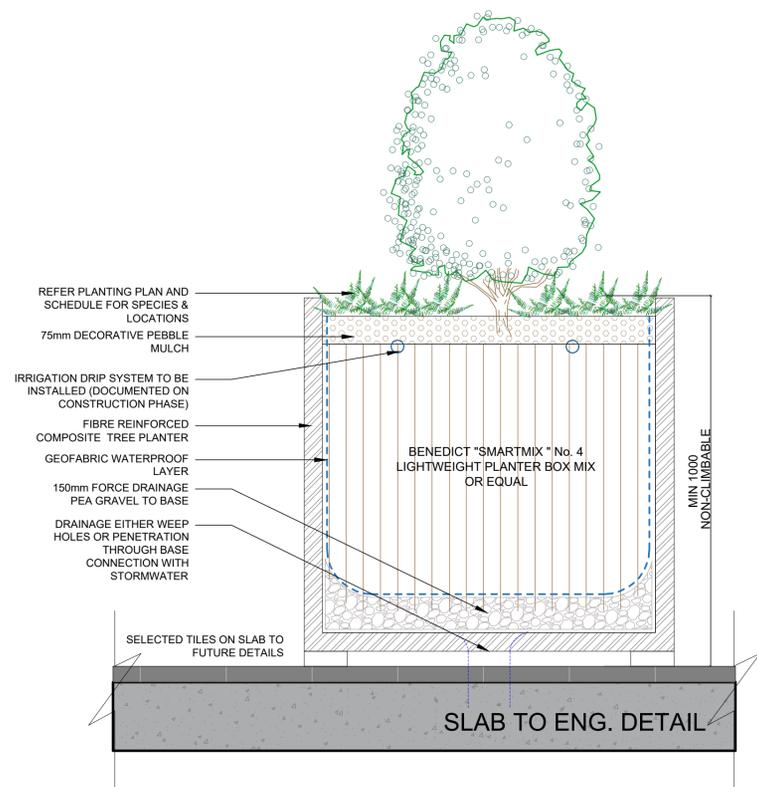 REFER PLANTING PLAN AND
SCHEDULE FOR SPECIES &
LOCATIONS
75mm DECORATIVE PEBBLE
MULCH
IRRIGATION DRIP SYSTEM TO BE
INSTALLED (DOCUMENTED ON
CONSTRUCTION PHASE)
FIBRE REINFORCED
COMPOSITE TREE PLANTER
GEOFABRIC WATERPROOF
LAYER
150mm FORCE DRAINAGE
PEA GRAVEL TO BASE
DRAINAGE EITHER WEEP
HOLES OR PENETRATION
THROUGH BASE
CONNECTION WITH
STORMWATER
SELECTED TILES ON SLAB TO
FUTURE DETAILS
BENEDICT "SMARTMIX " No. 4
LIGHTWEIGHT PLANTER BOX MIX
OR EQUAL
MIN 1000
NON-CLIMBABLE
SLAB TO ENG. DETAIL